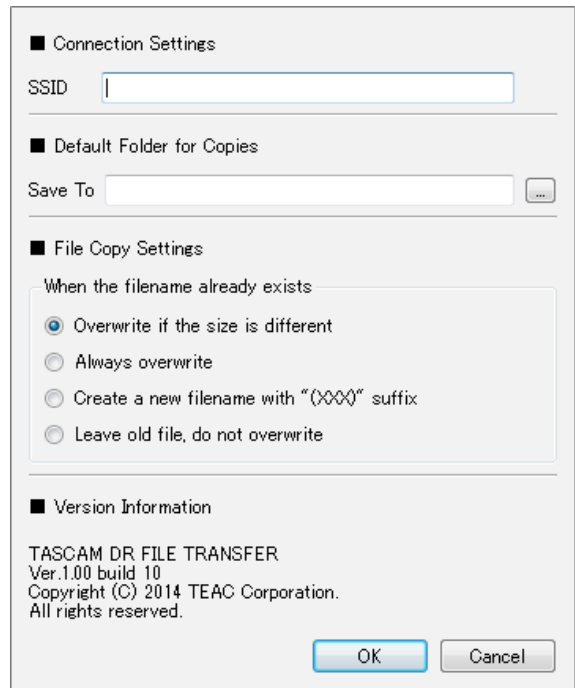 ■ Connection Settings
SSID
■ Default Folder for Copies
Save To ...
■ File Copy Settings
When the filename already exists
Overwrite if the size is different
Always overwrite
Create a new filename with "(XXX)" suffix
Leave old file, do not overwrite
■ Version Information
TASCAM DR FILE TRANSFER
Ver.1.00 build 10
Copyright (C) 2014 TEAC Corporation.
All rights reserved.
OK Cancel